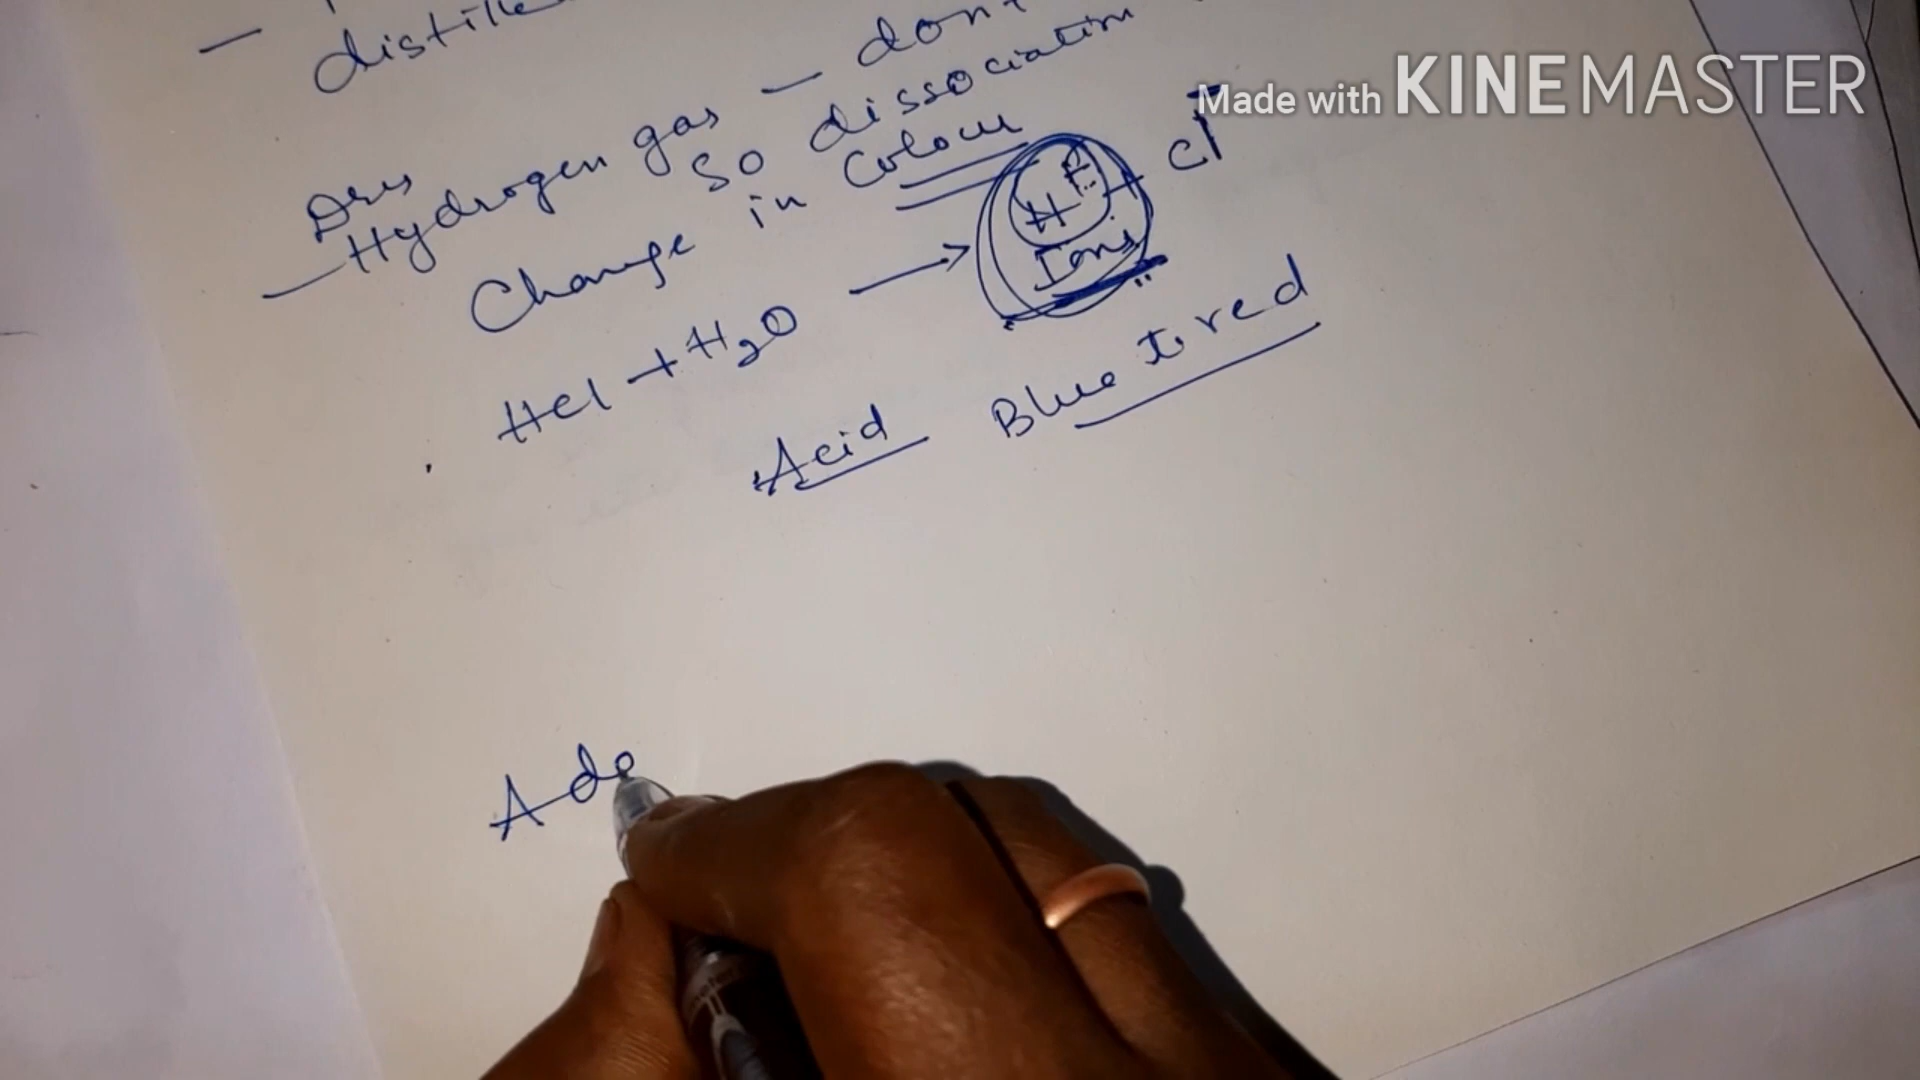 Made with KINEMASTER
— distille
— Dry Hydrogen gas — don't
So dissociation
Change in Colour
HCl + H2O → H+ Ions Cl-
Acid Blue to red
Ade